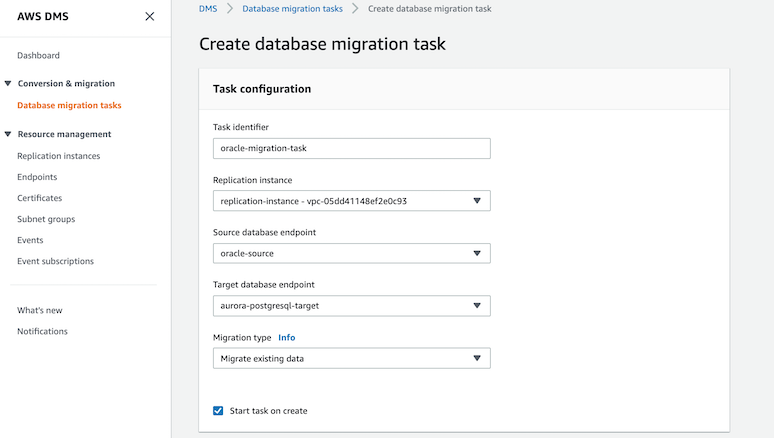 AWS DMS
Dashboard
Conversion & migration
Database migration tasks
Resource management
Replication instances
Endpoints
Certificates
Subnet groups
Events
Event subscriptions
What's new
Notifications
DMS > Database migration tasks > Create database migration task
Create database migration task
Task configuration
Task identifier
oracle-migration-task
Replication instance
replication-instance - vpc-05dd41148ef2e0c93
Source database endpoint
oracle-source
Target database endpoint
aurora-postgresql-target
Migration type Info
Migrate existing data
Start task on create